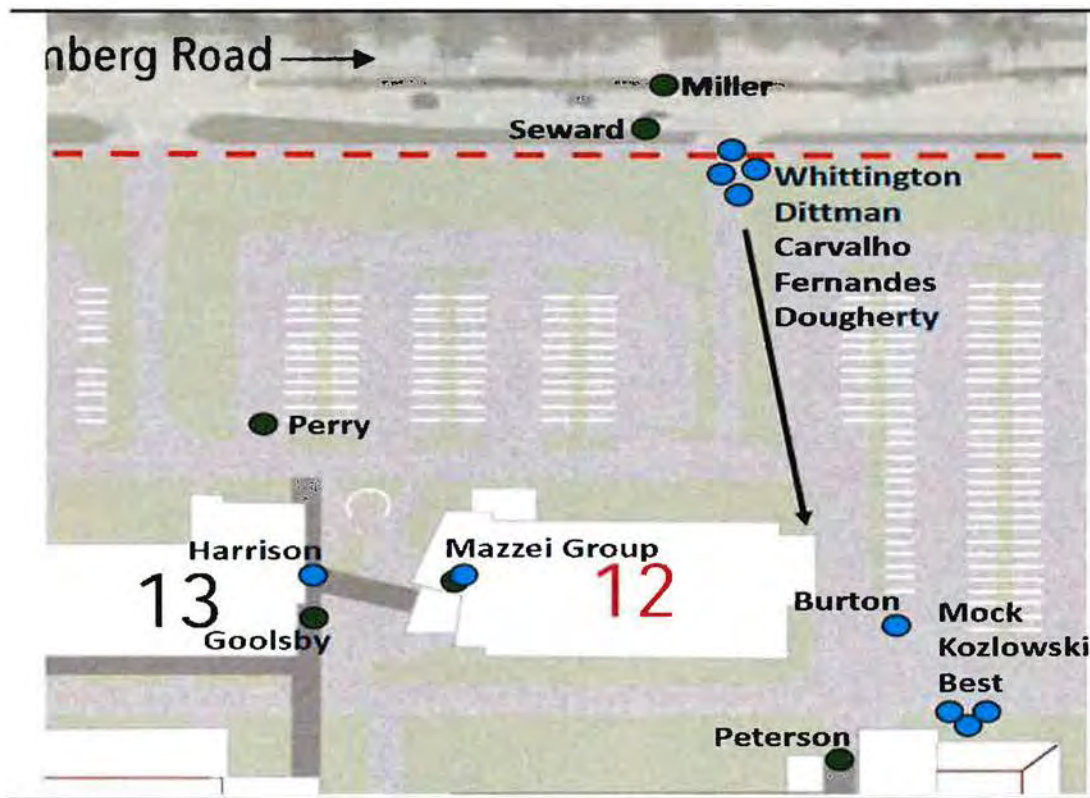 mberg Road
Miller
Seward
Whittington
Dittman
Carvalho
Fernandes
Dougherty
Perry
Harrison
Mazzei Group
13
12
Goolsby
Burton
Mock
Kozlowski
Best
Peterson